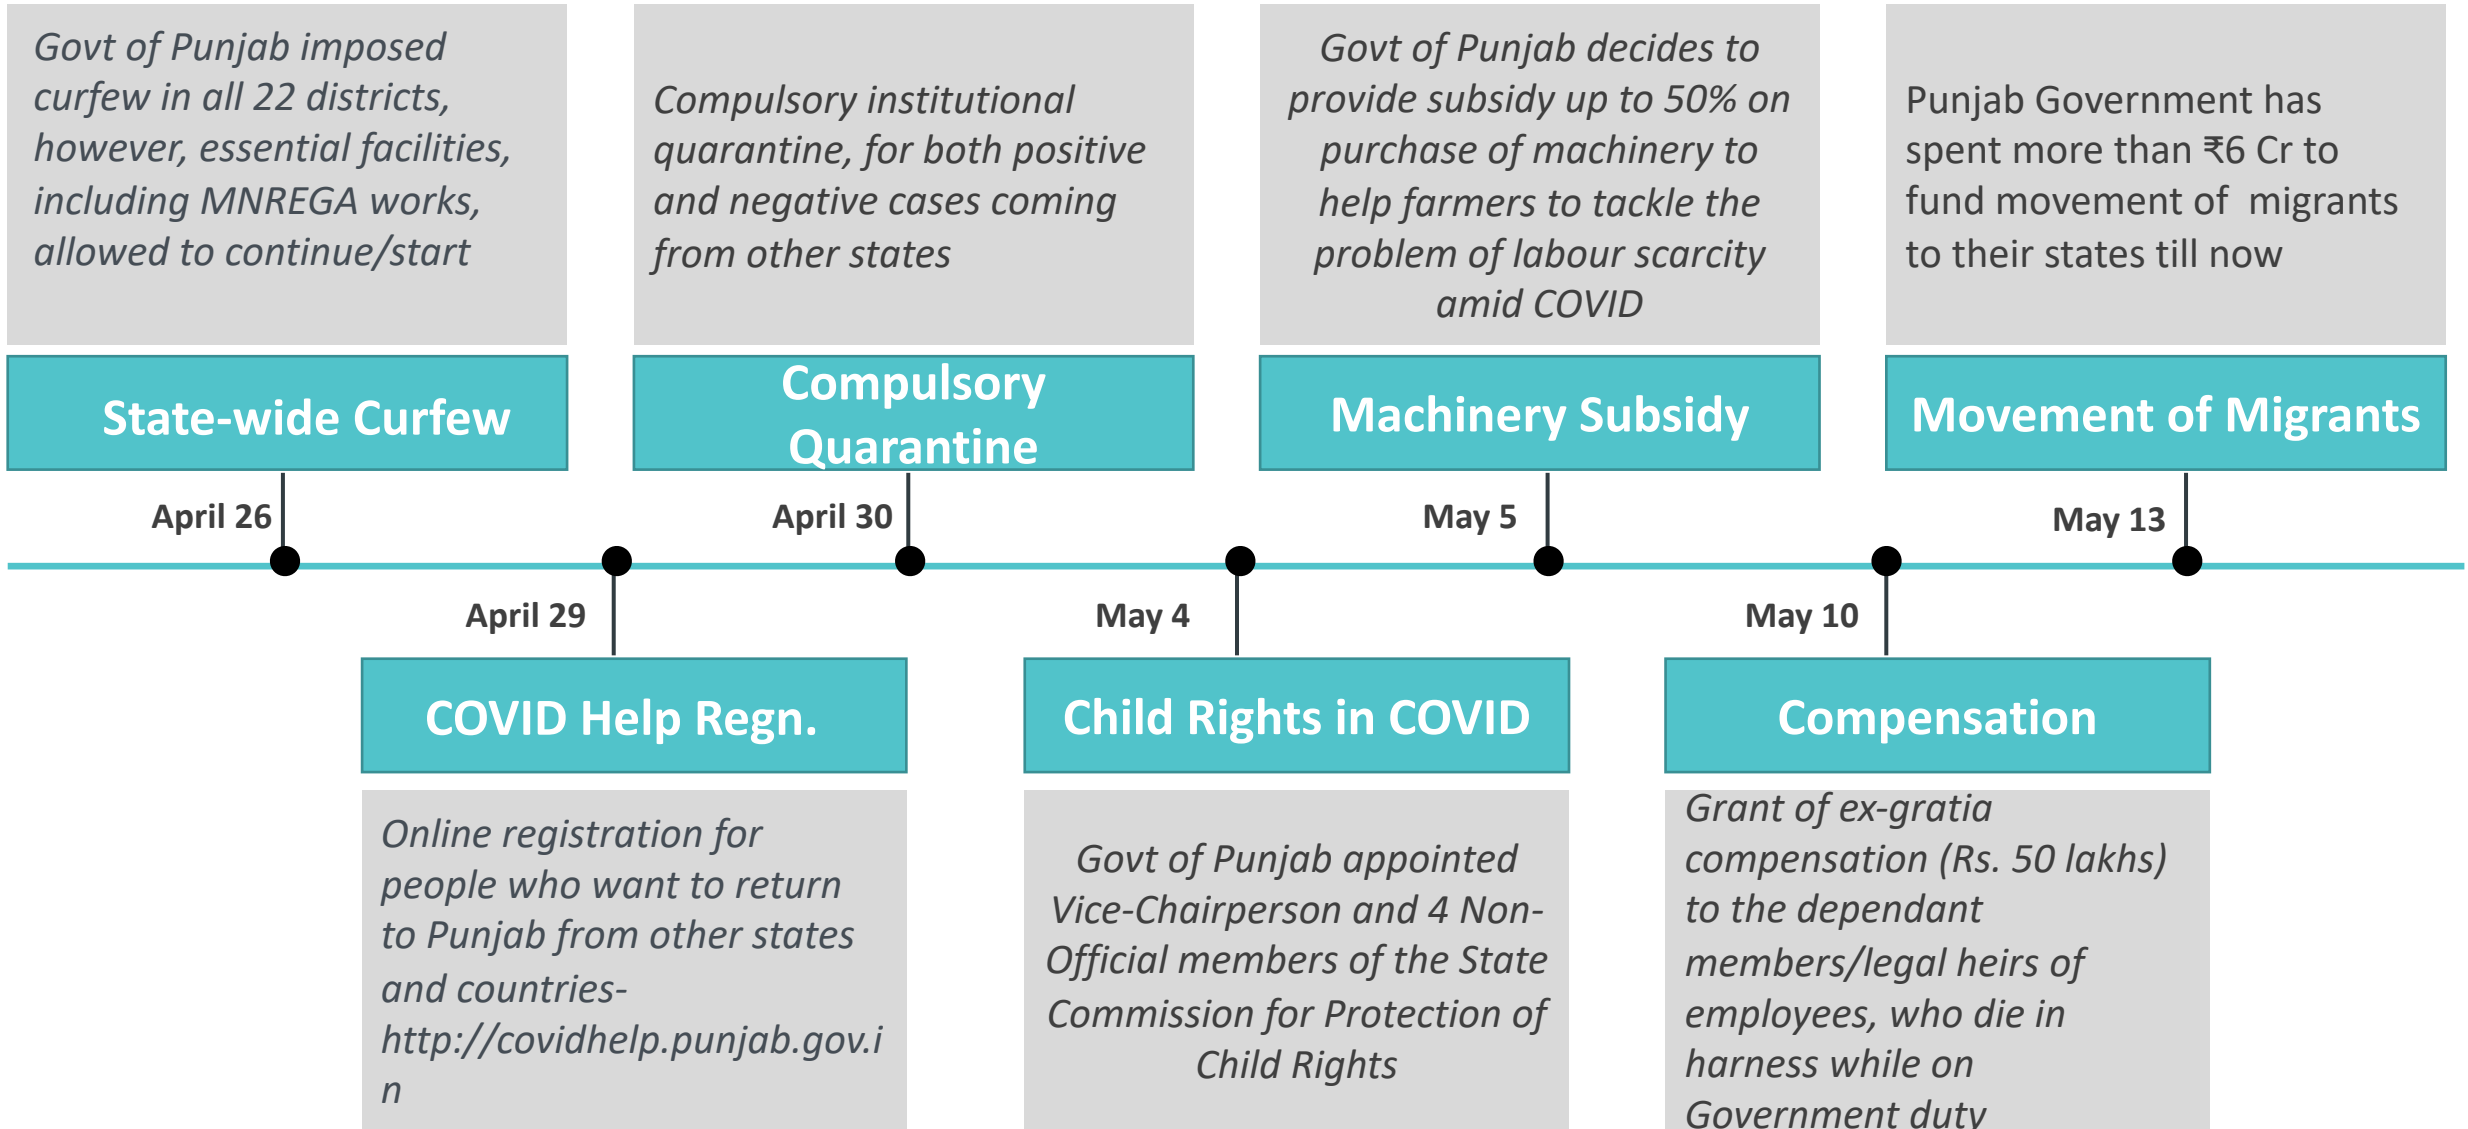 Govt of Punjab imposed
curfew in all 22 districts,
however, essential facilities,
including MNREGA works,
allowed to continue/start
Compulsory institutional
quarantine, for both positive
and negative cases coming
from other states
Govt of Punjab decides to
provide subsidy up to 50% on
purchase of machinery to
help farmers to tackle the
problem of labour scarcity
amid COVID
Punjab Government has
spent more than ₹6 Cr to
fund movement of migrants
to their states till now
State-wide Curfew
Compulsory
Quarantine
Machinery Subsidy
Movement of Migrants
April 26
April 30
May 5
May 13
April 29
May 4
May 10
COVID Help Regn.
Child Rights in COVID
Compensation
Online registration for
people who want to return
to Punjab from other states
and countries-
http://covidhelp.punjab.gov.i
n
Govt of Punjab appointed
Vice-Chairperson and 4 Non-
Official members of the State
Commission for Protection of
Child Rights
Grant of ex-gratia
compensation (Rs. 50 lakhs)
to the dependant
members/legal heirs of
employees, who die in
harness while on
Government duty